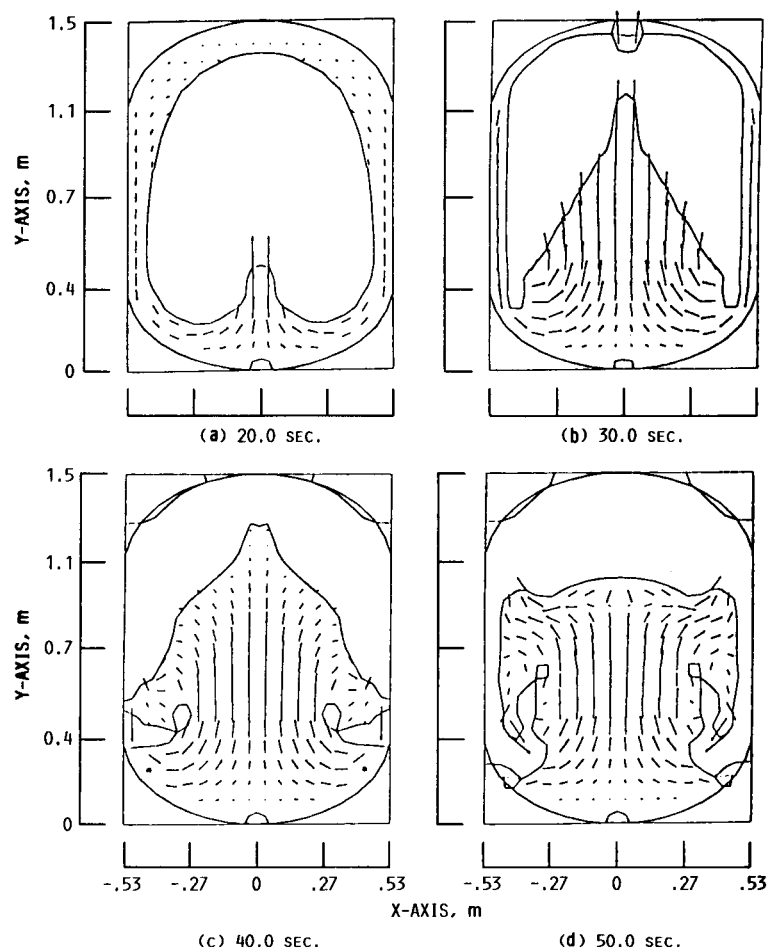 1.5
1.1
0.7
0.4
0
Y-AXIS, m
(a) 20.0 SEC.
(b) 30.0 SEC.
1.5
1.1
0.7
0.4
0
Y-AXIS, m
-.53 -.27 0 .27 .53
-.53 -.27 0 .27 .53
X-AXIS, m
(c) 40.0 SEC.
(d) 50.0 SEC.